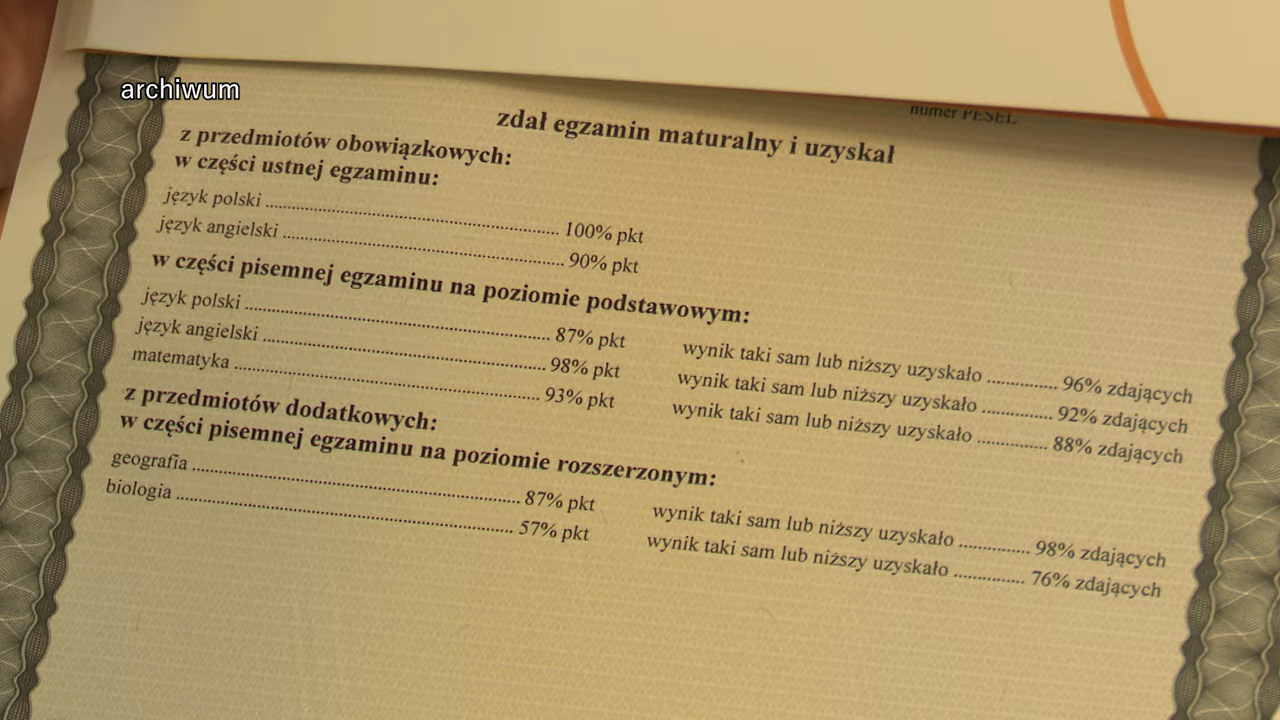 archiwum
numer PESEL
zdał egzamin maturalny i uzyskał
z przedmiotów obowiązkowych:
w części ustnej egzaminu:
język polski ........................................................... 100% pkt
język angielski ........................................................... 90% pkt
w części pisemnej egzaminu na poziomie podstawowym:
język polski ........................................................... 87% pkt wynik taki sam lub niższy uzyskało .............. 96% zdających
język angielski ........................................................... 98% pkt wynik taki sam lub niższy uzyskało .............. 92% zdających
matematyka ........................................................... 93% pkt wynik taki sam lub niższy uzyskało .............. 88% zdających
z przedmiotów dodatkowych:
w części pisemnej egzaminu na poziomie rozszerzonym:
geografia ........................................................... 87% pkt wynik taki sam lub niższy uzyskało .............. 98% zdających
biologia ........................................................... 57% pkt wynik taki sam lub niższy uzyskało .............. 76% zdających